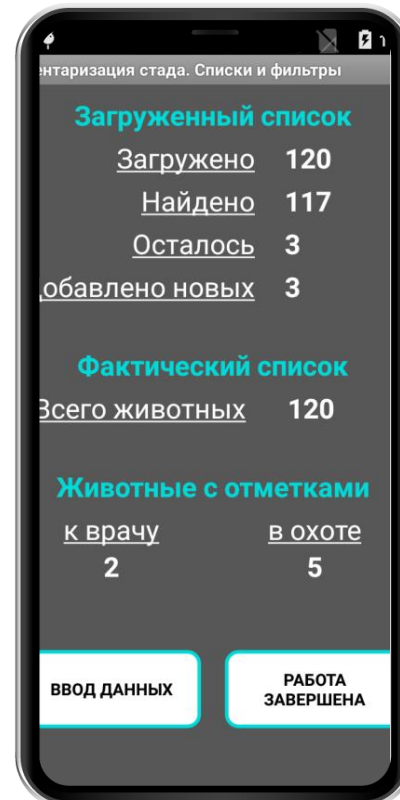 ентаризация стада. Списки и фильтры
Загруженный список
Загружено 120
Найдено 117
Осталось 3
обавлено новых 3
Фактический список
Всего животных 120
Животные с отметками
к врачу в охоте
2 5
ВВОД ДАННЫХ РАБОТА
ЗАВЕРШЕНА